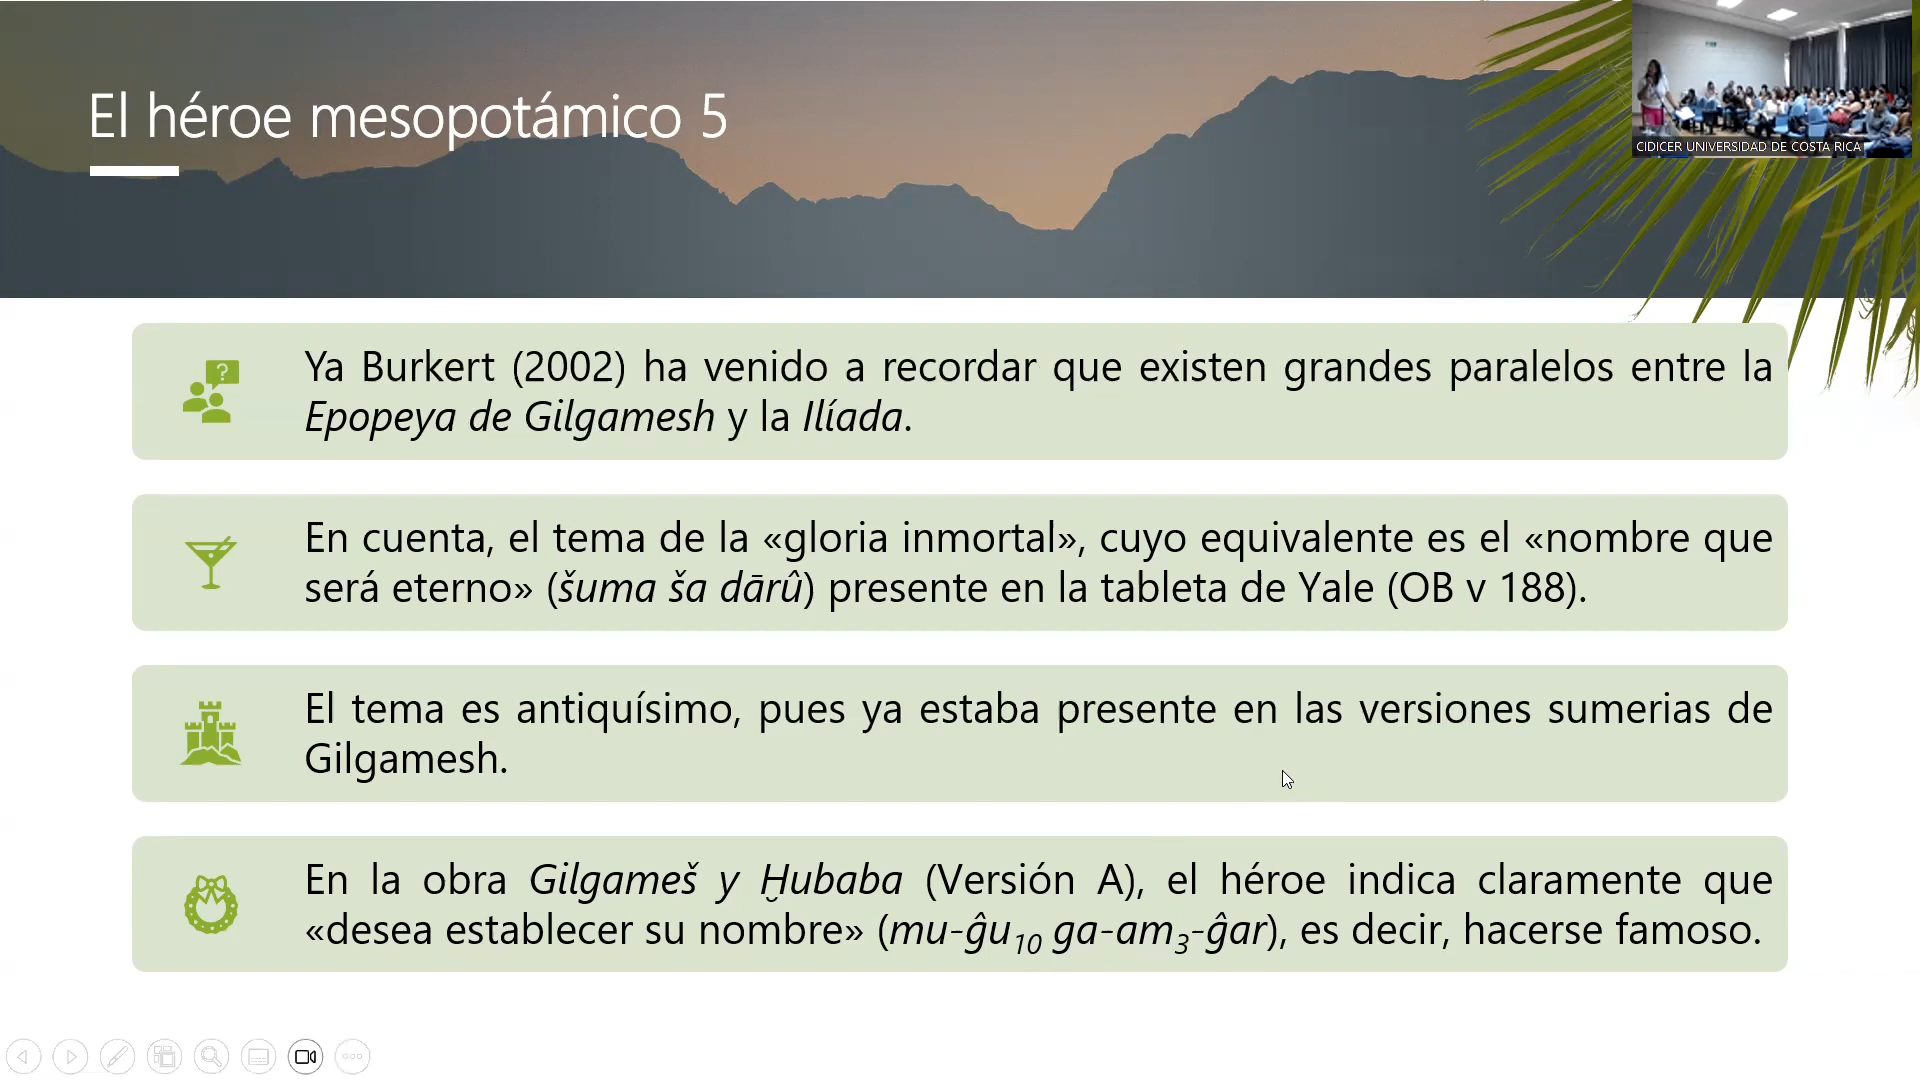 El héroe mesopotámico 5
CIDICER UNIVERSIDAD DE COSTA RICA
Ya Burkert (2002) ha venido a recordar que existen grandes paralelos entre la
Epopeya de Gilgamesh y la Ilíada.
En cuenta, el tema de la «gloria inmortal», cuyo equivalente es el «nombre que
será eterno» (šuma ša dārû) presente en la tableta de Yale (OB v 188).
El tema es antiquísimo, pues ya estaba presente en las versiones sumerias de
Gilgamesh.
En la obra Gilgameš y Ḫubaba (Versión A), el héroe indica claramente que
«desea establecer su nombre» (mu-ĝu₁₀ ga-am₃-ĝar), es decir, hacerse famoso.